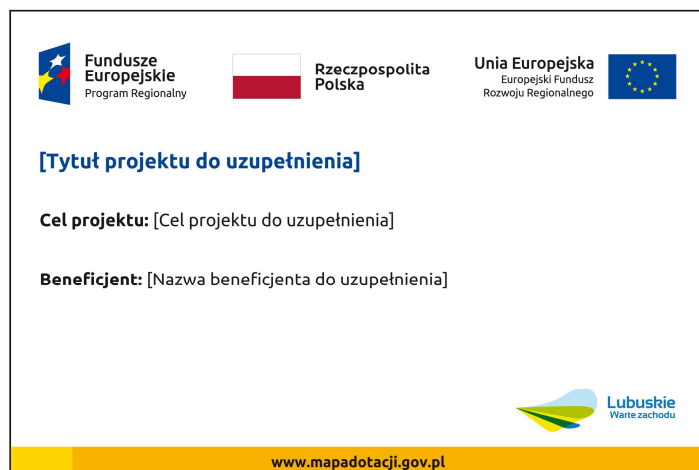 Fundusze
Europejskie
Program Regionalny
Rzeczpospolita
Polska
Unia Europejska
Europejski Fundusz
Rozwoju Regionalnego
[Tytuł projektu do uzupełnienia]
Cel projektu: [Cel projektu do uzupełnienia]
Beneficjent: [Nazwa beneficjenta do uzupełnienia]
Lubuskie
Warte zachodu
www.mapadotacji.gov.pl